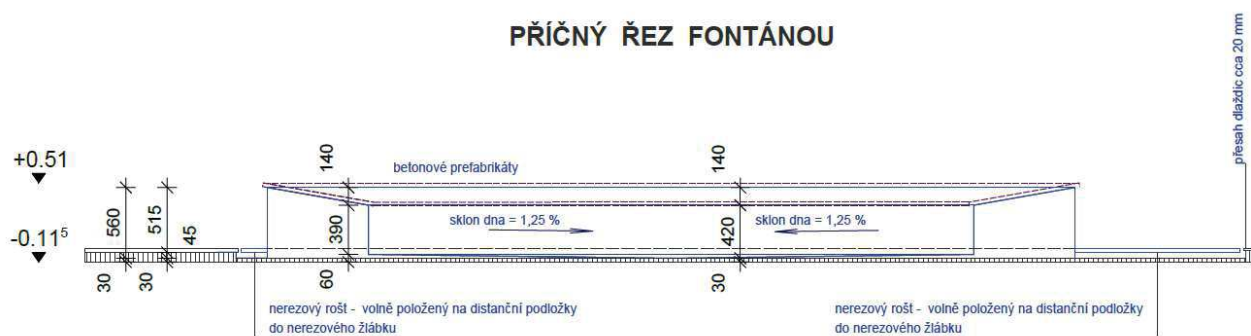 PŘÍČNÝ ŘEZ FONTÁNOU
přesah dlaždic cca 20 mm
+0.51
140
betonové prefabrikáty
140
560
515
45
390
sklon dna = 1,25 %
420
sklon dna = 1,25 %
-0.11⁵
30
30
60
30
nerezový rošt - volně položený na distanční podložky
do nerezového žlábku
nerezový rošt - volně položený na distanční podložky
do nerezového žlábku